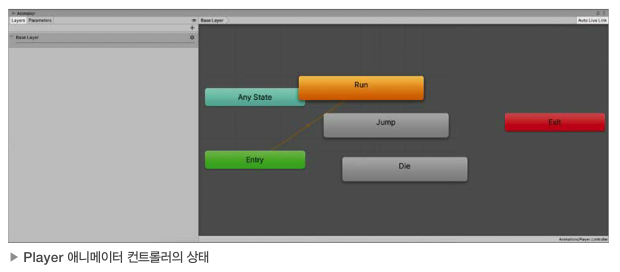 Animator
Layers Parameters
Base Layer
Auto Live Link
Base Layer
Any State
Run
Jump
Exit
Entry
Die
▶ Player 애니메이터 컨트롤러의 상태